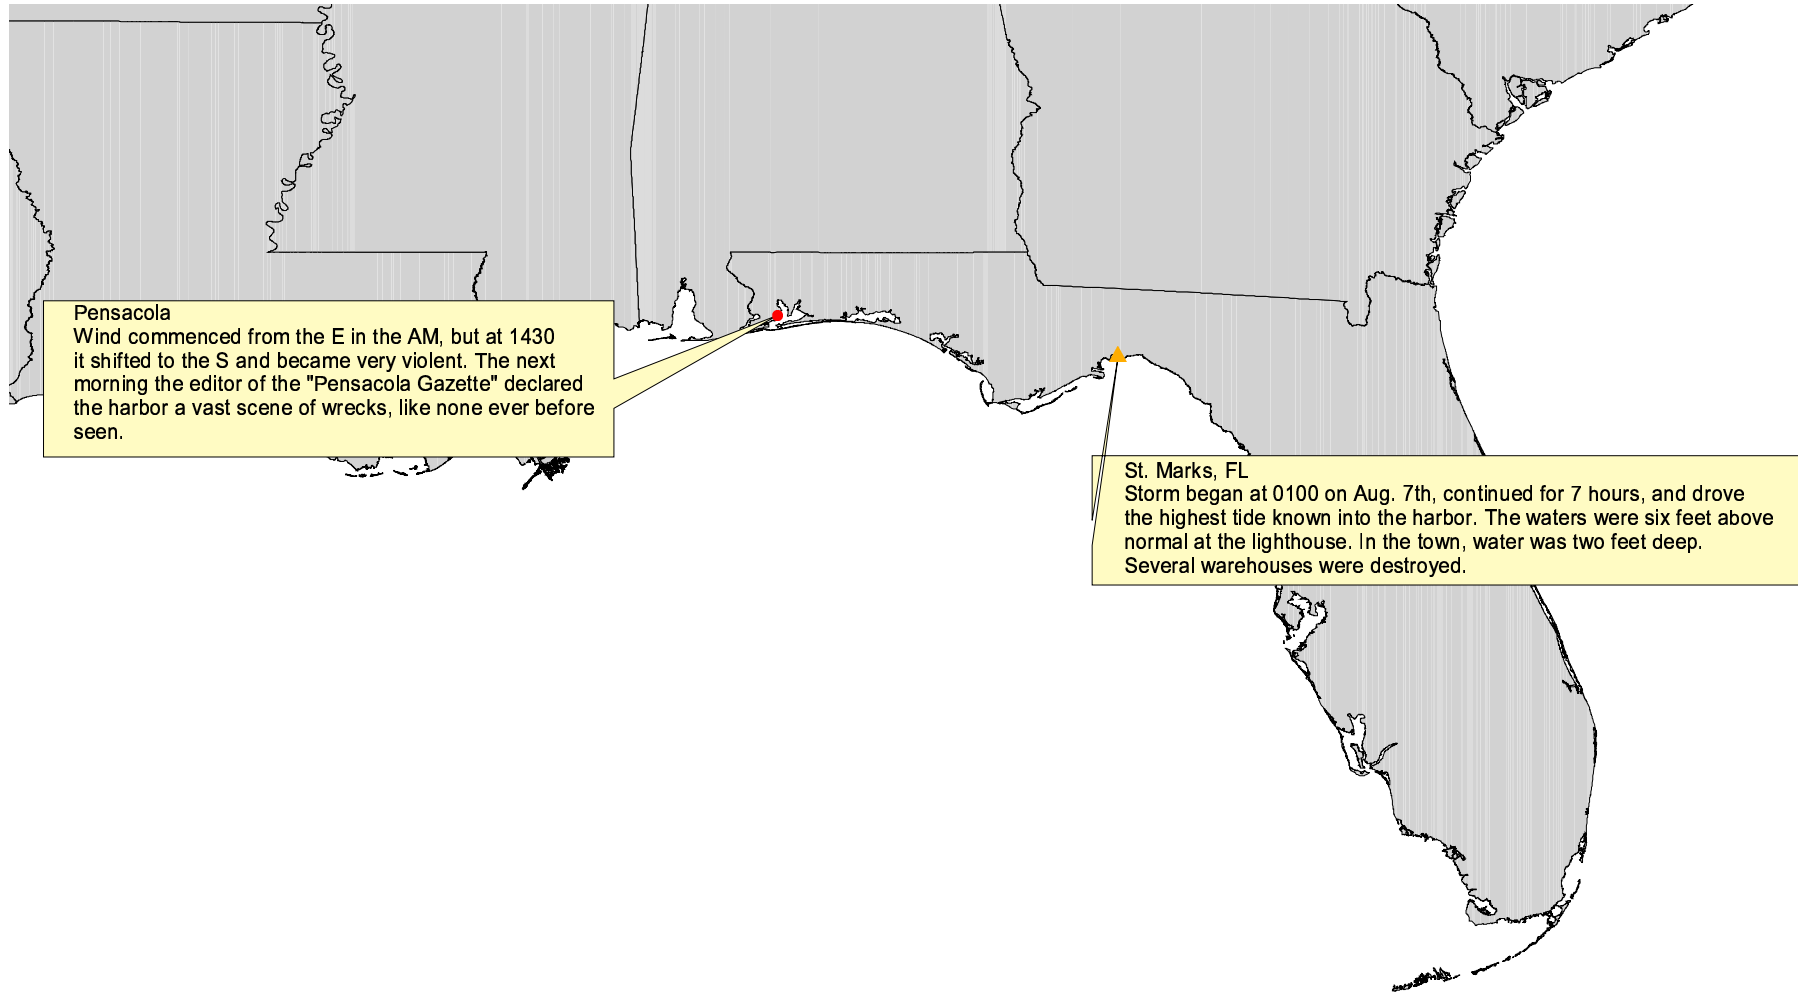 Pensacola
Wind commenced from the E in the AM, but at 1430
it shifted to the S and became very violent. The next
morning the editor of the "Pensacola Gazette" declared
the harbor a vast scene of wrecks, like none ever before
seen.
St. Marks, FL
Storm began at 0100 on Aug. 7th, continued for 7 hours, and drove
the highest tide known into the harbor. The waters were six feet above
normal at the lighthouse. In the town, water was two feet deep.
Several warehouses were destroyed.